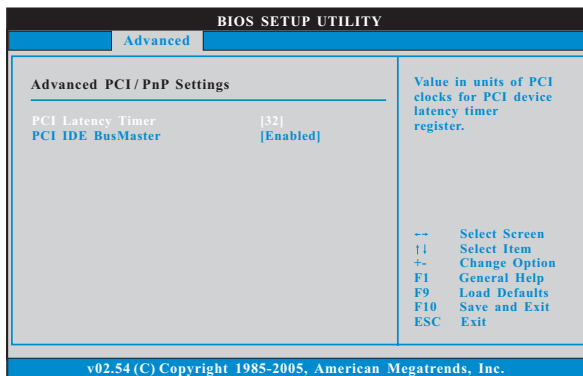 BIOS SETUP UTILITY
Advanced
Advanced PCI / PnP Settings
PCI Latency Timer [32]
PCI IDE BusMaster [Enabled]
Value in units of PCI
clocks for PCI device
latency timer
register.
←→ Select Screen
↑↓ Select Item
+- Change Option
F1 General Help
F9 Load Defaults
F10 Save and Exit
ESC Exit
v02.54 (C) Copyright 1985-2005, American Megatrends, Inc.